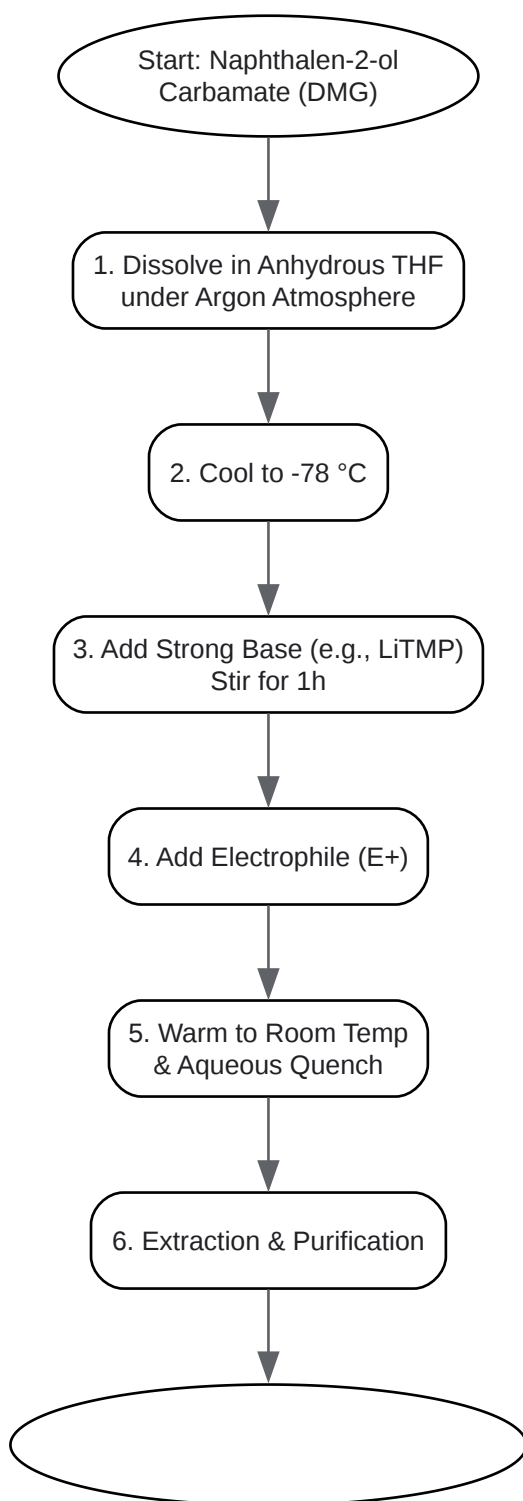 Start: Naphthalen-2-ol
Carbamate (DMG)
1. Dissolve in Anhydrous THF
under Argon Atmosphere
2. Cool to -78 °C
3. Add Strong Base (e.g., LiTMP)
Stir for 1h
4. Add Electrophile (E+)
5. Warm to Room Temp
& Aqueous Quench
6. Extraction & Purification